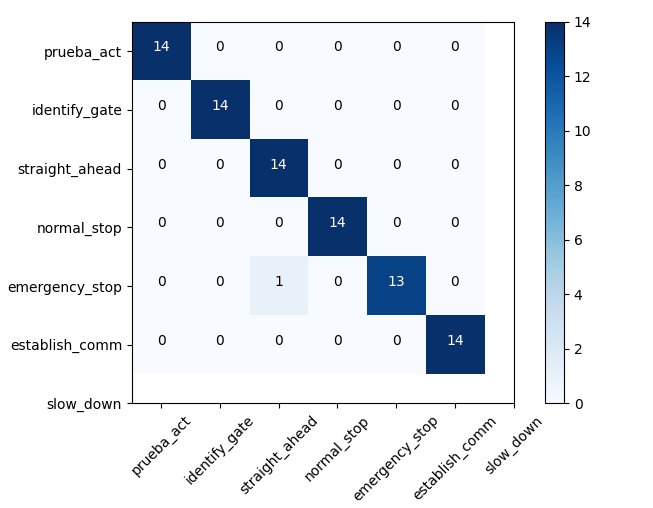 prueba_act 14 0 0 0 0 0
identify_gate 0 14 0 0 0 0
straight_ahead 0 0 14 0 0 0
normal_stop 0 0 0 14 0 0
emergency_stop 0 0 1 0 13 0
establish_comm 0 0 0 0 0 14
slow_down
prueba_act
identify_gate
straight_ahead
normal_stop
emergency_stop
establish_comm
slow_down
14
12
10
8
6
4
2
0